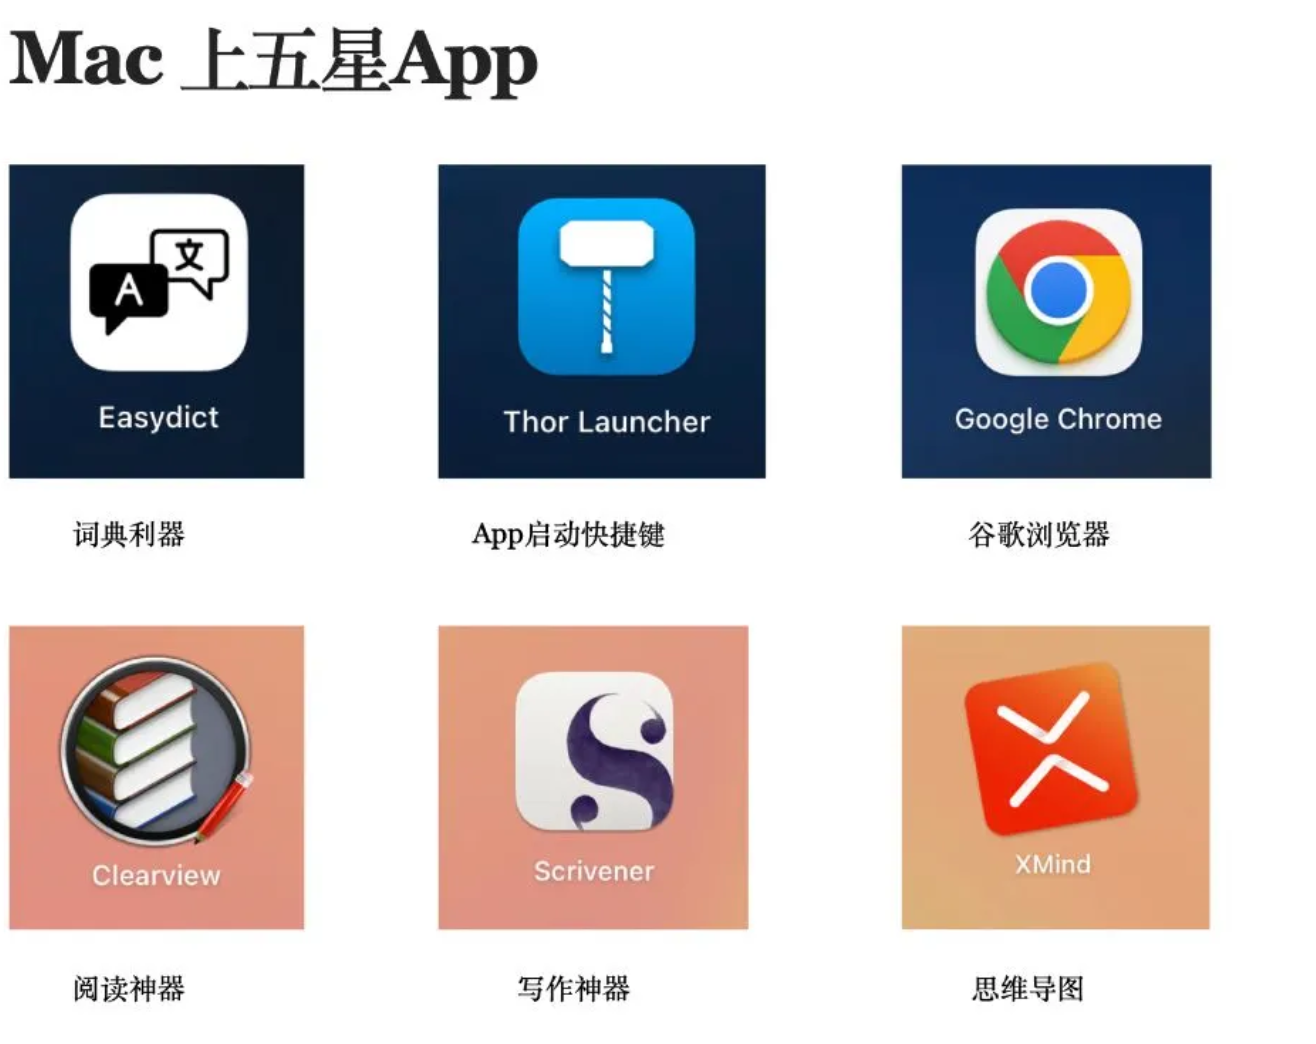 Mac 上五星App
A 文
Easydict
Thor Launcher
Google Chrome
词典利器
App启动快捷键
谷歌浏览器
Clearview
Scrivener
XMind
阅读神器
写作神器
思维导图